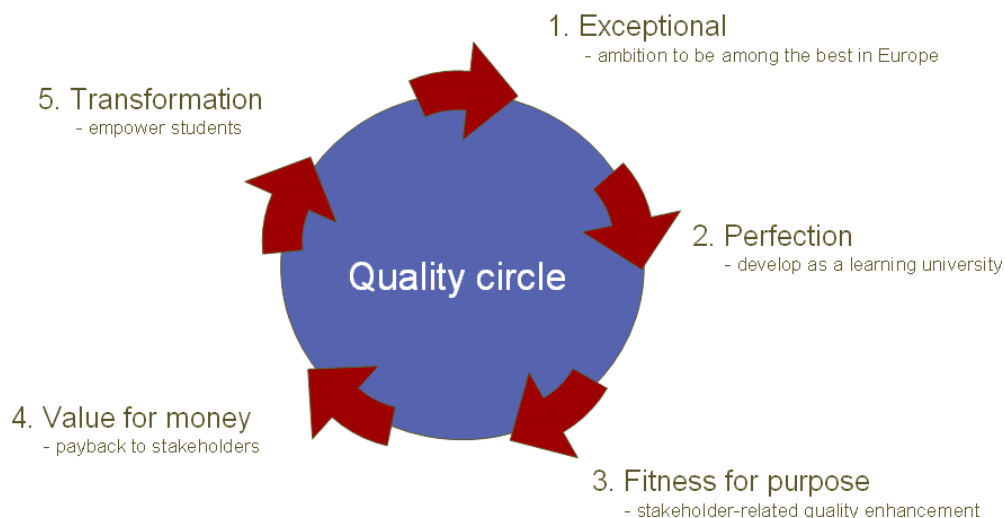 1. Exceptional
- ambition to be among the best in Europe
2. Perfection
- develop as a learning university
3. Fitness for purpose
- stakeholder-related quality enhancement
4. Value for money
- payback to stakeholders
5. Transformation
- empower students
Quality circle